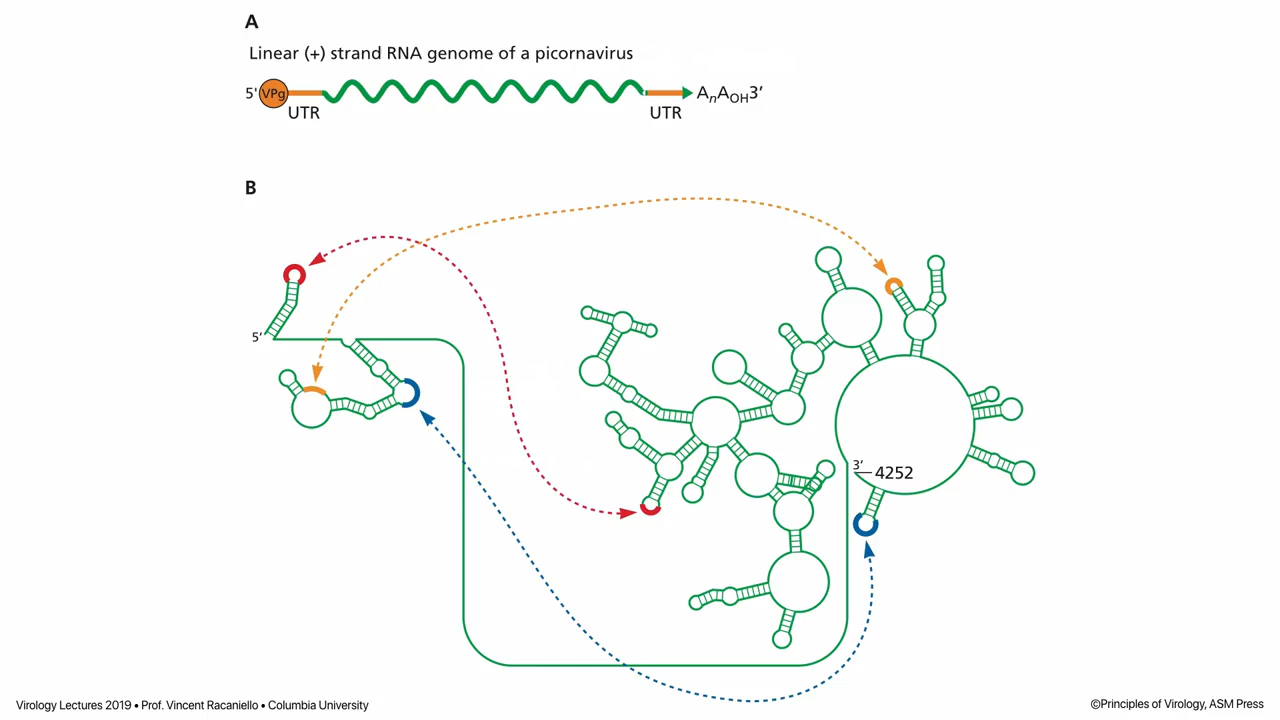 A
Linear (+) strand RNA genome of a picornavirus
5' VPg AnAOH3'
UTR UTR
B
5'
3'
4252
Virology Lectures 2019 • Prof. Vincent Racaniello • Columbia University
©Principles of Virology, ASM Press